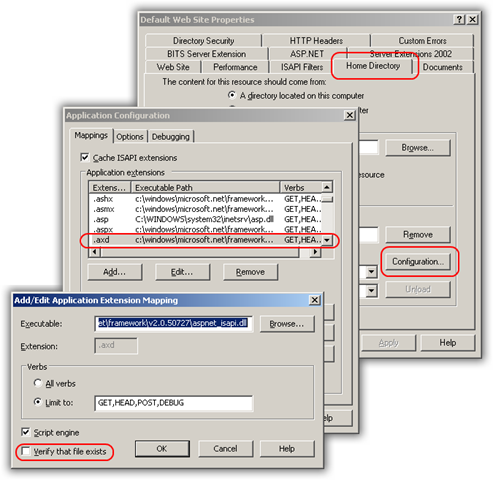 Default Web Site Properties
Directory Security
HTTP Headers
Custom Errors
BITS Server Extension
ASP.NET
Server Extensions 2002
Web Site
Performance
ISAPI Filters
Home Directory
Documents
The content for this resource should come from:
A directory located on this computer
Browse...
Remove
Configuration...
Unload
Apply
Help
Application Configuration
Mappings
Options
Debugging
Cache ISAPI extensions
Application extensions
Extens... Executable Path Verbs
.ashx c:\windows\microsoft.net\framework... GET,HEA...
.asmx c:\windows\microsoft.net\framework... GET,HEA...
.asp C:\WINDOWS\system32\inetsrv\asp.dll GET,HEA...
.aspx c:\windows\microsoft.net\framework... GET,HEA...
.axd c:\windows\microsoft.net\framework... GET,HEA...
Add...
Edit...
Remove
Add/Edit Application Extension Mapping
Executable: et\framework\v2.0.50727\aspnet_isapi.dll
Browse...
Extension: .axd
Verbs
All verbs
Limit to: GET,HEAD,POST,DEBUG
Script engine
Verify that file exists
OK
Cancel
Help